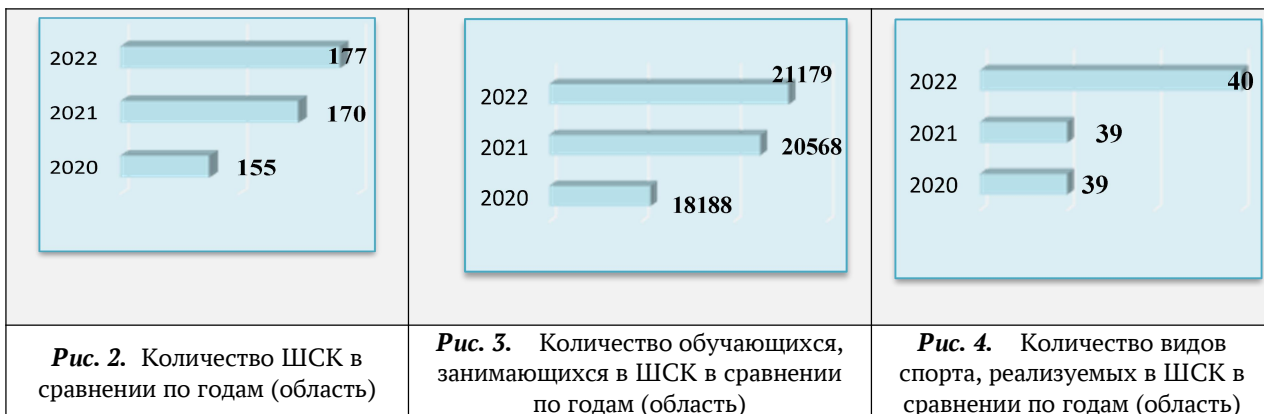 2022
177
2021
170
2020
155
2022
21179
2021
20568
2020
18188
2022
40
2021
39
2020
39
Рис. 2. Количество ШСК в
сравнении по годам (область)
Рис. 3. Количество обучающихся,
занимающихся в ШСК в сравнении
по годам (область)
Рис. 4. Количество видов
спорта, реализуемых в ШСК в
сравнении по годам (область)